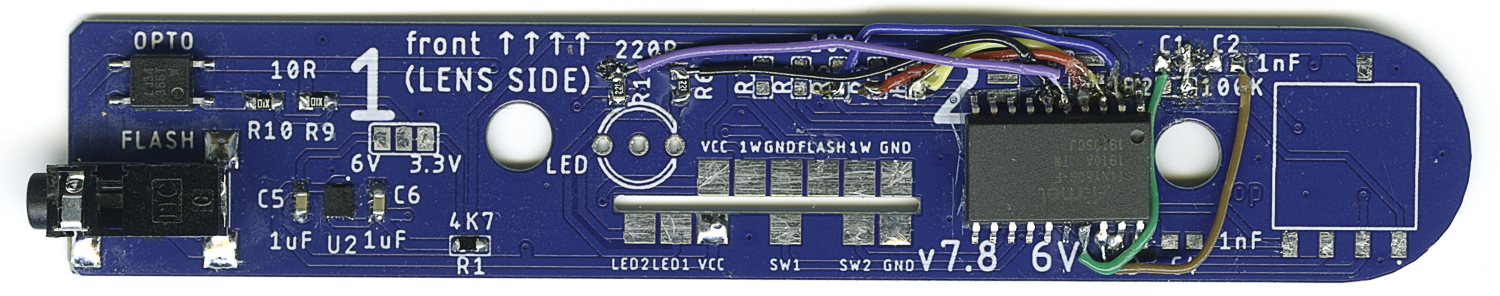 OPTO
front ↑↑↑↑
(LENS SIDE)
220R
C1
C2
1nF
10R
1
2
100K
R10
R9
FLASH
6V
3.3V
LED
VCC 1W GND FLASH 1W GND
C5
C6
1uF
U2
1uF
4K7
R1
LED2 LED1 VCC
SW1
SW2 GND
v7.8
6V
1nF